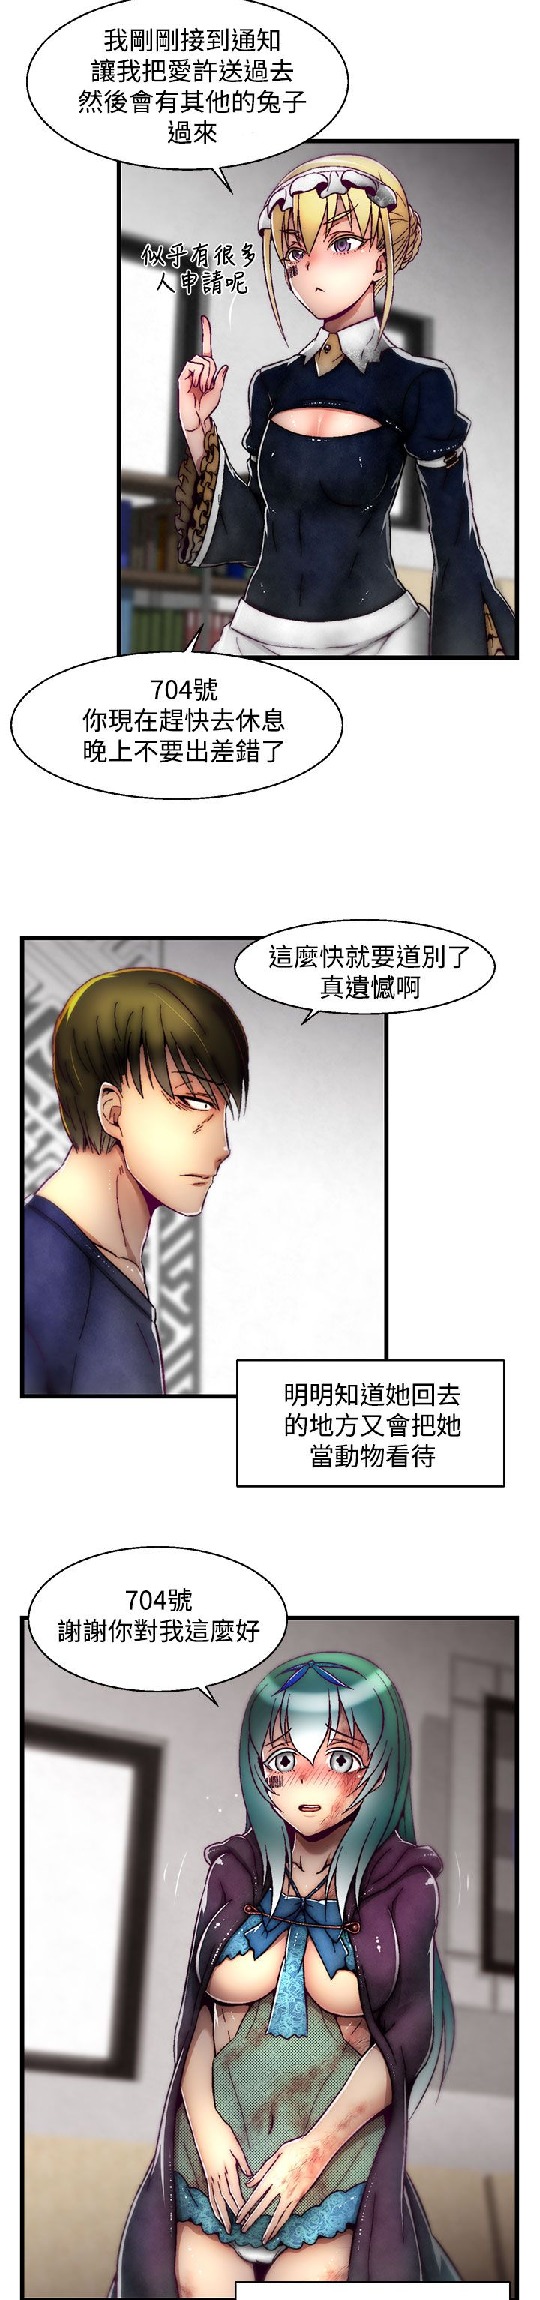 我剛剛接到通知
讓我把愛許送過去
然後會有其他的兔子
過來
似乎有很多
人申請呢
704號
你現在趕快去休息
晚上不要出差錯了
這麼快就要道別了
真遺憾啊
明明知道她回去
的地方又會把她
當動物看待
704號
謝謝你對我這麼好